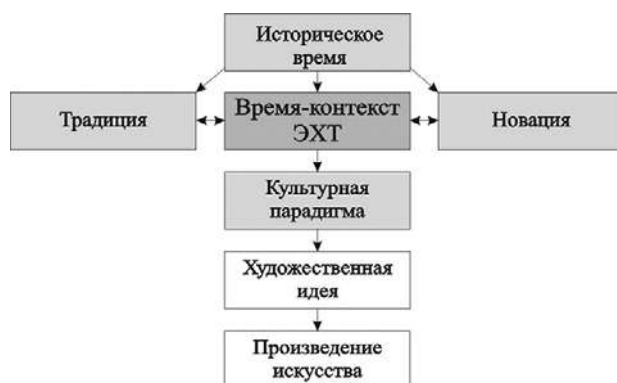 Историческое
время
Традиция
Время-контекст
ЭХТ
Новация
Культурная
парадигма
Художественная
идея
Произведение
искусства